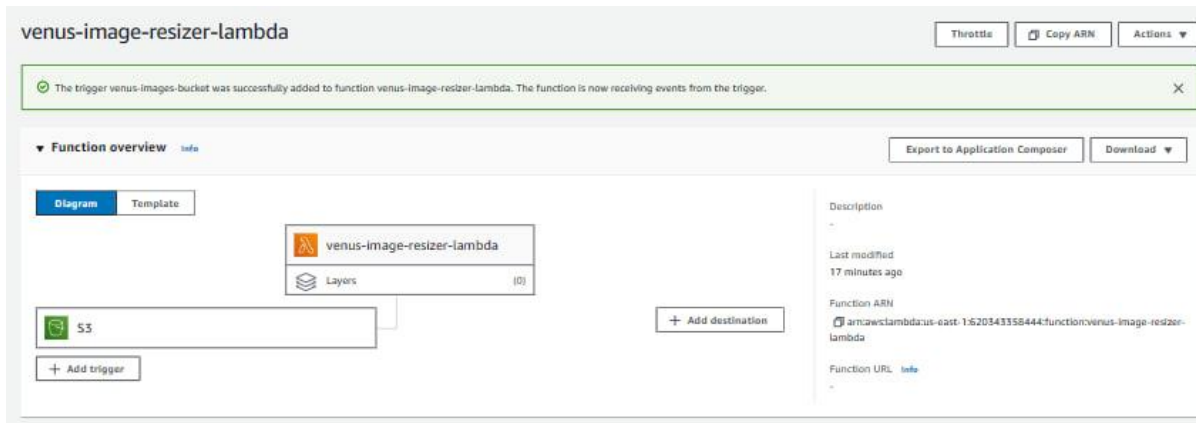 venus-image-resizer-lambda
Throttle
Copy ARN
Actions
The trigger venus-images-bucket was successfully added to function venus-image-resizer-lambda. The function is now receiving events from the trigger.
Function overview Info
Export to Application Composer
Download
Diagram
Template
venus-image-resizer-lambda
Layers (0)
S3
+ Add trigger
+ Add destination
Description
-
Last modified
17 minutes ago
Function ARN
arn:aws:lambda:us-east-1:620343358444:function:venus-image-resizer-
lambda
Function URL Info
-